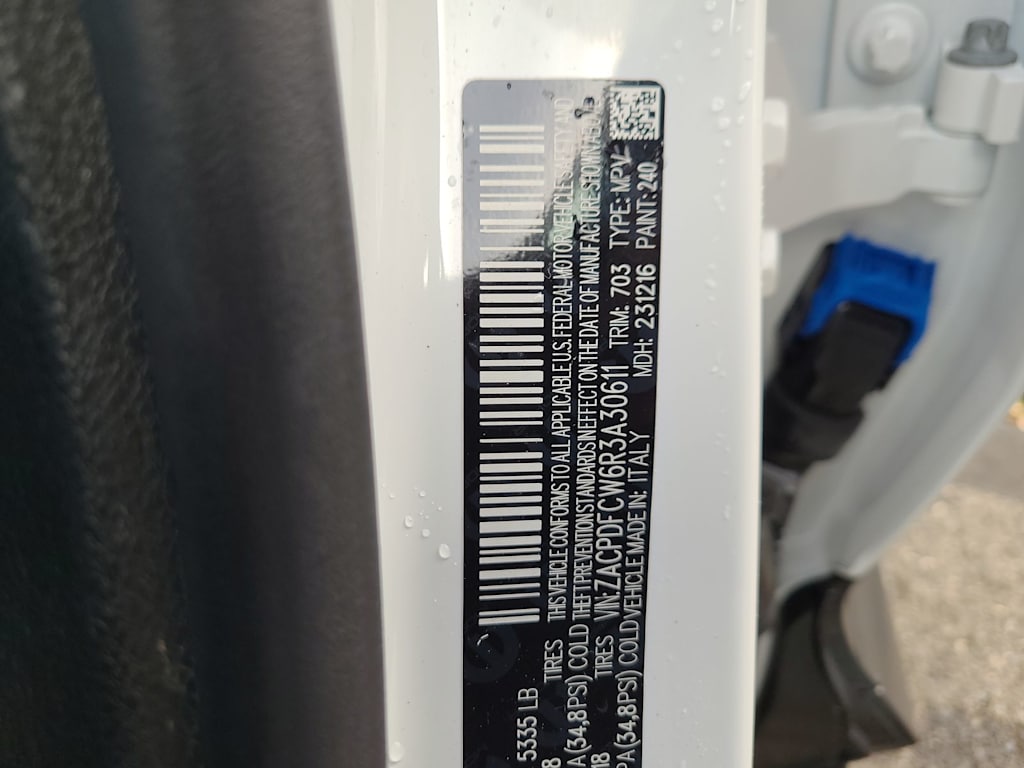 5335 LB
8 TIRES THIS VEHICLE CONFORMS TO ALL APPLICABLE U.S. FEDERAL MOTOR VEHICLE SAFETY AND
A (34,8PSI) COLD THEFT PREVENTION STANDARDS IN EFFECT ON THE DATE OF MANUFACTURE SHOWN ABOVE
18 TIRES VIN: ZACPDFCW6R3A30611 TRIM: 703 TYPE: MPV
PA (34,8PSI) COLD VEHICLE MADE IN: ITALY MDH: 231216 PAINT: 240